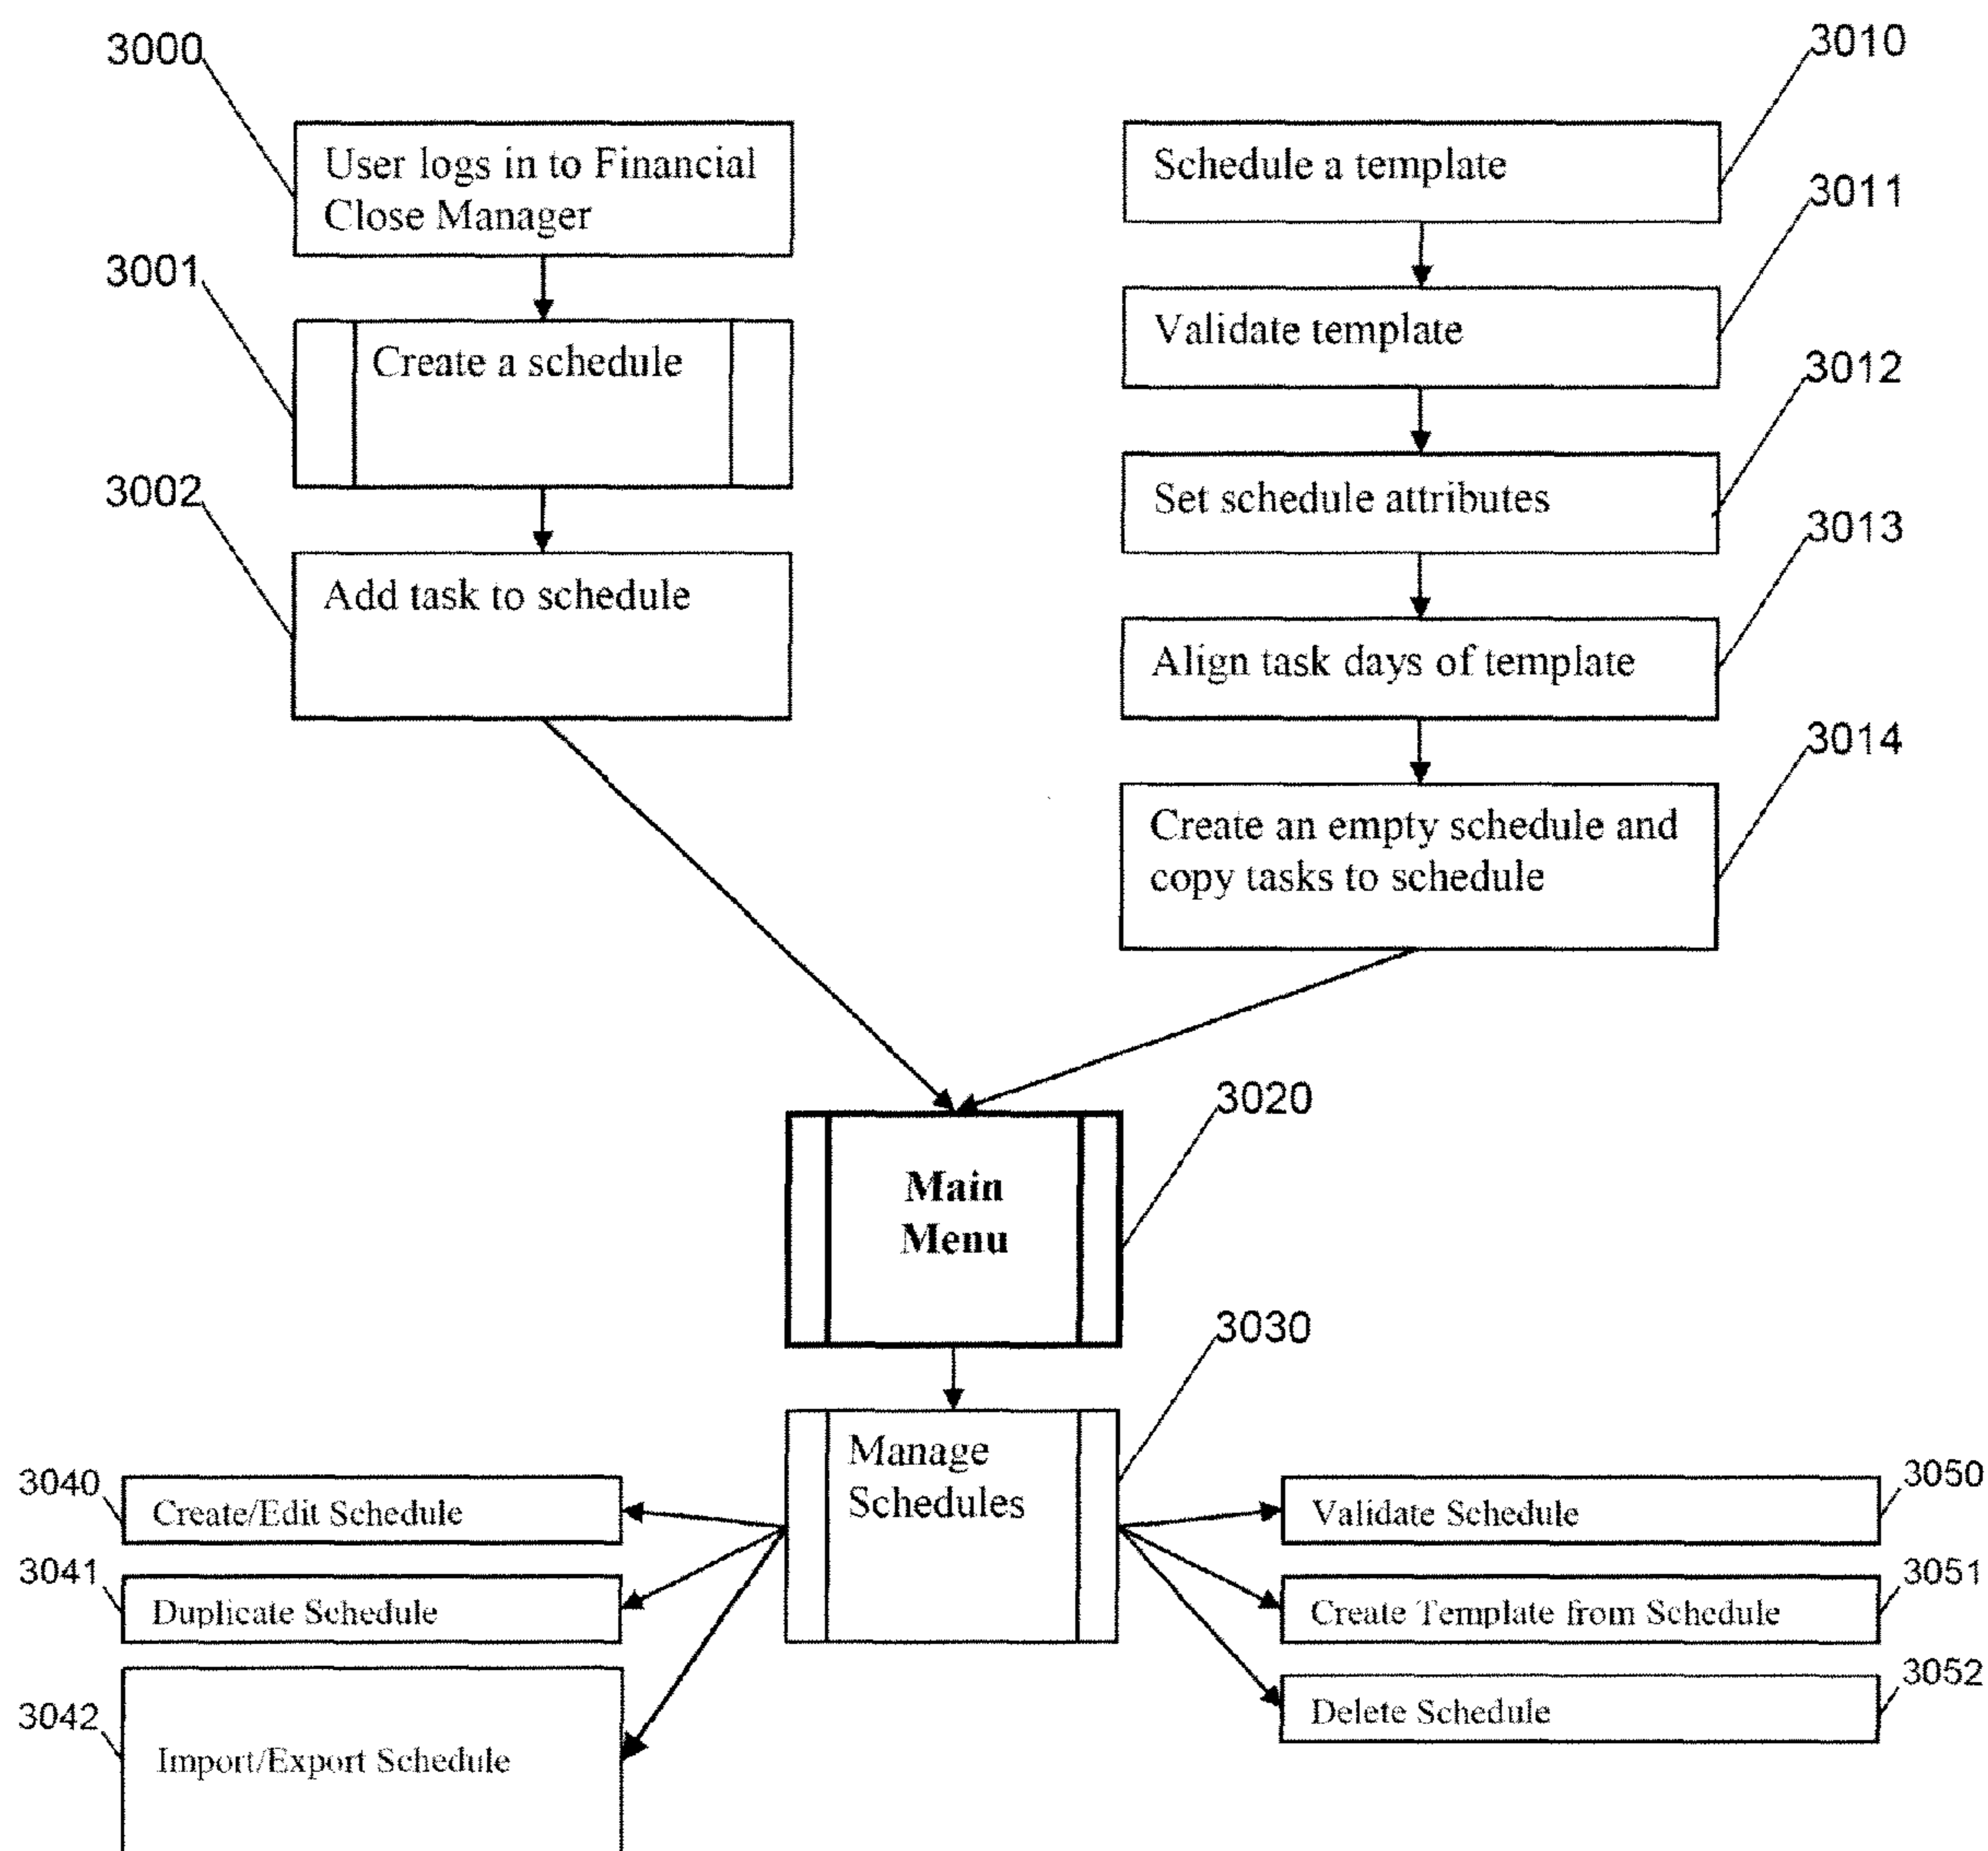 3000
User logs in to Financial
Close Manager
3001
Create a schedule
3002
Add task to schedule
3010
Schedule a template
3011
Validate template
3012
Set schedule attributes
3013
Align task days of template
3014
Create an empty schedule and
copy tasks to schedule
3020
Main
Menu
3030
Manage
Schedules
3040
Create/Edit Schedule
3041
Duplicate Schedule
3042
Import/Export Schedule
3050
Validate Schedule
3051
Create Template from Schedule
3052
Delete Schedule